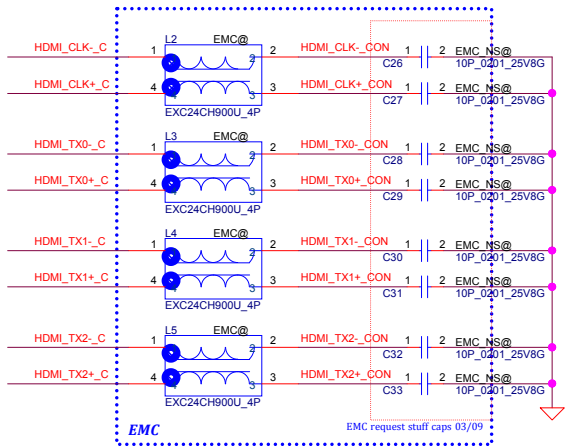 L2 EMC@
HDMI_CLK-_C 1 2 HDMI_CLK-_CON 1 2 EMC_NS@
C26 10P_0201_25V8G
HDMI_CLK+_C 4 3 HDMI_CLK+_CON 1 2 EMC_NS@
C27 10P_0201_25V8G
EXC24CH900U_4P
L3 EMC@
HDMI_TX0-_C 1 2 HDMI_TX0-_CON 1 2 EMC_NS@
C28 10P_0201_25V8G
HDMI_TX0+_C 4 3 HDMI_TX0+_CON 1 2 EMC_NS@
C29 10P_0201_25V8G
EXC24CH900U_4P
L4 EMC@
HDMI_TX1-_C 1 2 HDMI_TX1-_CON 1 2 EMC_NS@
C30 10P_0201_25V8G
HDMI_TX1+_C 4 3 HDMI_TX1+_CON 1 2 EMC_NS@
C31 10P_0201_25V8G
EXC24CH900U_4P
L5 EMC@
HDMI_TX2-_C 1 2 HDMI_TX2-_CON 1 2 EMC_NS@
C32 10P_0201_25V8G
HDMI_TX2+_C 4 3 HDMI_TX2+_CON 1 2 EMC_NS@
C33 10P_0201_25V8G
EXC24CH900U_4P
EMC EMC request stuff caps 03/09